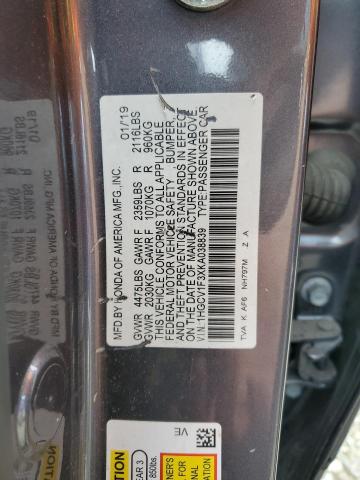 MFD.BY HONDA OF AMERICA MFG.,INC. 01/19
GVWR 4475LBS GAWR F 2359LBS R 2116LBS
GVWR 2030KG GAWR F 1070KG R 960KG
THIS VEHICLE CONFORMS TO ALL APPLICABLE
FEDERAL MOTOR VEHICLE SAFETY, BUMPER,
AND THEFT PREVENTION STANDARDS IN EFFECT
ON THE DATE OF MANUFACTURE SHOWN ABOVE.
V.I.N.:1HGCV1F3XKA038839 TYPE:PASSENGER CAR
TVA K AF6 NH797M Z A
VE